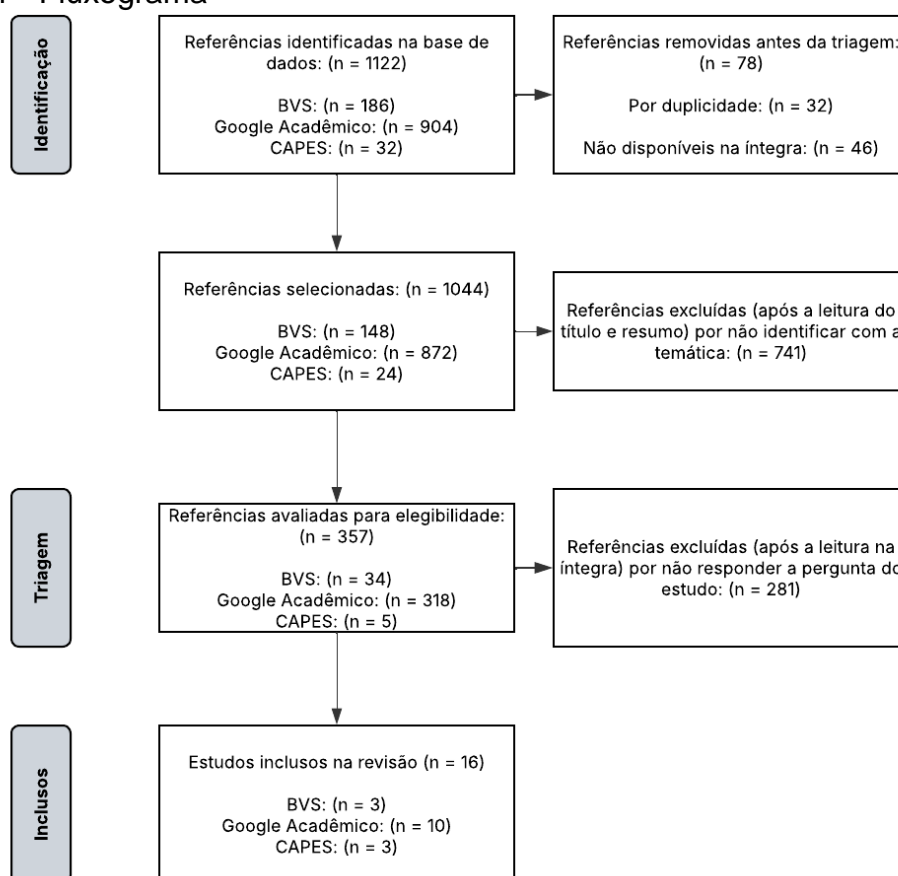 Fluxograma
Identificação
Referências identificadas na base de
dados: (n = 1122)
BVS: (n = 186)
Google Acadêmico: (n = 904)
CAPES: (n = 32)
Referências removidas antes da triagem:
(n = 78)
Por duplicidade: (n = 32)
Não disponíveis na íntegra: (n = 46)
Referências selecionadas: (n = 1044)
BVS: (n = 148)
Google Acadêmico: (n = 872)
CAPES: (n = 24)
Referências excluídas (após a leitura do
título e resumo) por não identificar com a
temática: (n = 741)
Triagem
Referências avaliadas para elegibilidade:
(n = 357)
BVS: (n = 34)
Google Acadêmico: (n = 318)
CAPES: (n = 5)
Referências excluídas (após a leitura na
íntegra) por não responder a pergunta do
estudo: (n = 281)
Inclusos
Estudos inclusos na revisão (n = 16)
BVS: (n = 3)
Google Acadêmico: (n = 10)
CAPES: (n = 3)